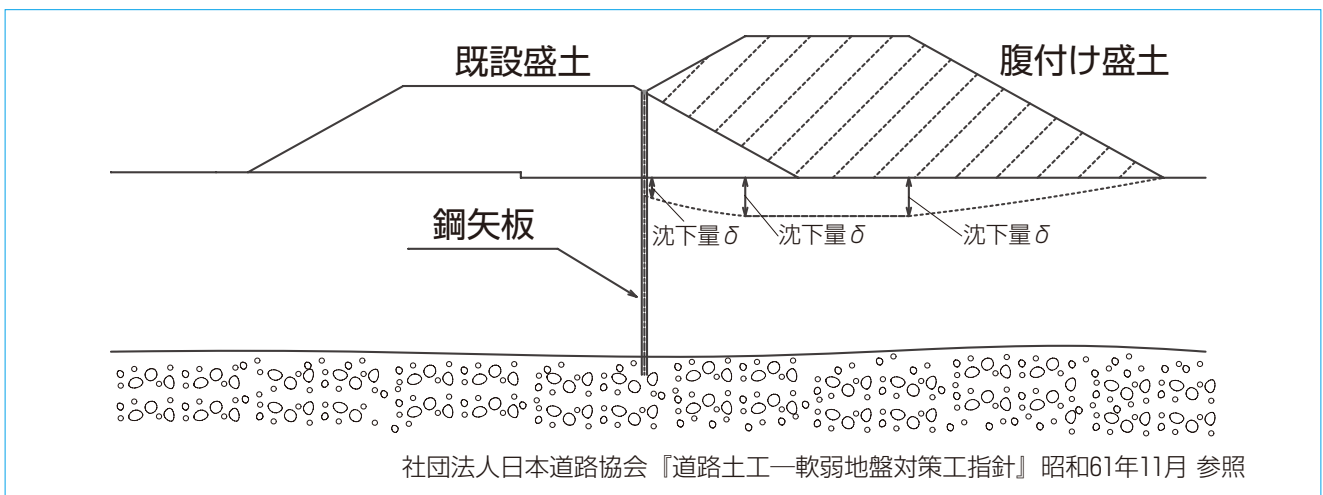 既設盛土
腹付け盛土
鋼矢板
沈下量δ
沈下量δ
沈下量δ
社団法人日本道路協会『道路土工―軟弱地盤対策工指針』昭和61年11月 参照